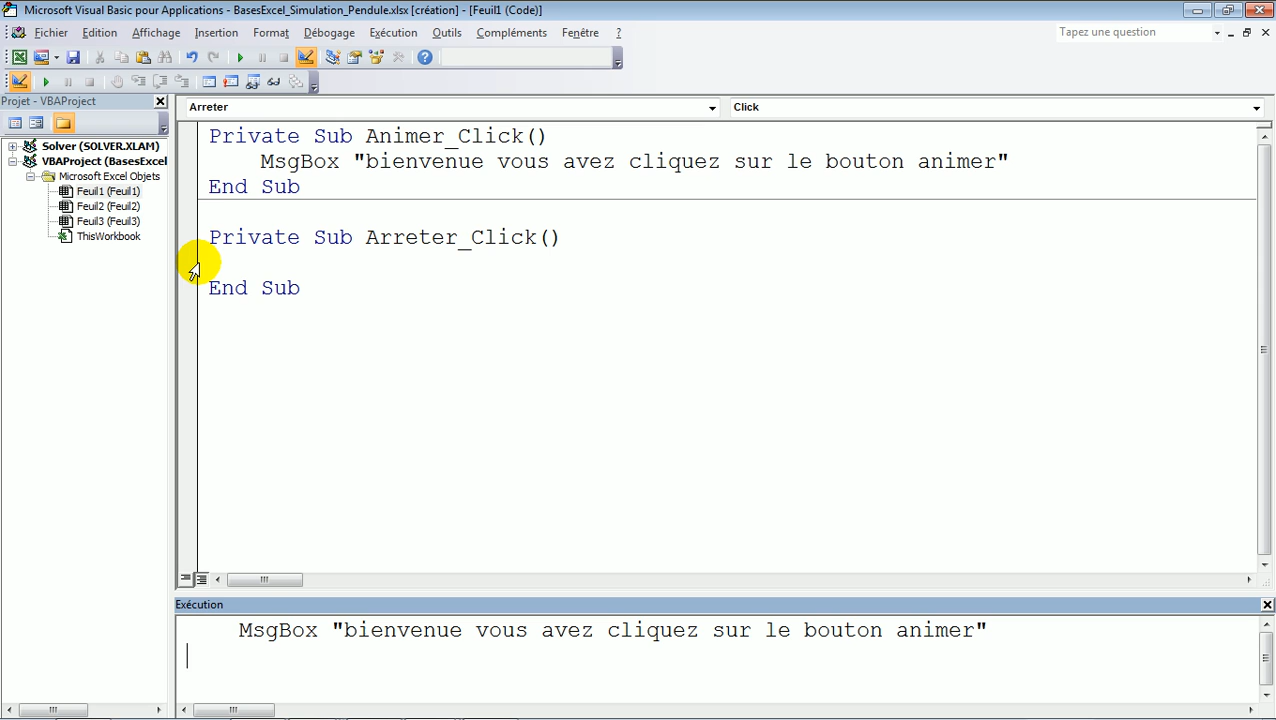 Microsoft Visual Basic pour Applications - BasesExcel_Simulation_Pendule.xlsx [création] - [Feuil1 (Code)]
Fichier Edition Affichage Insertion Format Débogage Exécution Outils Compléments Fenêtre ? Tapez une question
Projet - VBAProject
Solver (SOLVER.XLAM)
VBAProject (BasesExcel
Microsoft Excel Objets
Feuil1 (Feuil1)
Feuil2 (Feuil2)
Feuil3 (Feuil3)
ThisWorkbook
Arreter Click
Private Sub Animer_Click()
MsgBox "bienvenue vous avez cliquez sur le bouton animer"
End Sub
Private Sub Arreter_Click()
End Sub
Exécution
MsgBox "bienvenue vous avez cliquez sur le bouton animer"